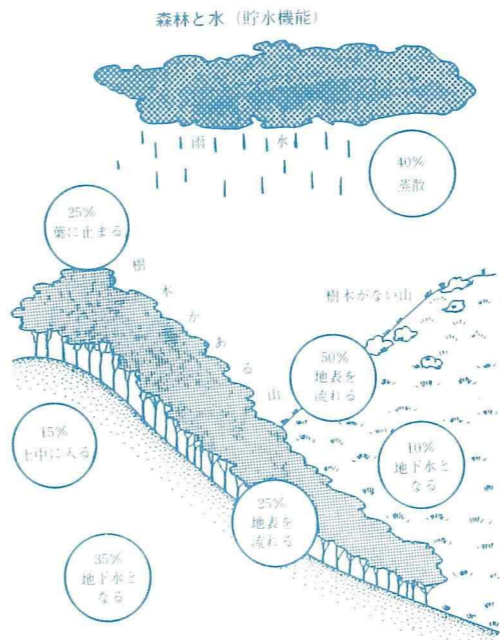 森林と水（貯水機能）
雨水
40%
蒸散
25%
葉に止まる
樹木がある山
樹木がない山
50%
地表を
流れる
15%
土中に入る
10%
地下水と
なる
25%
地表を
流れる
35%
地下水と
なる